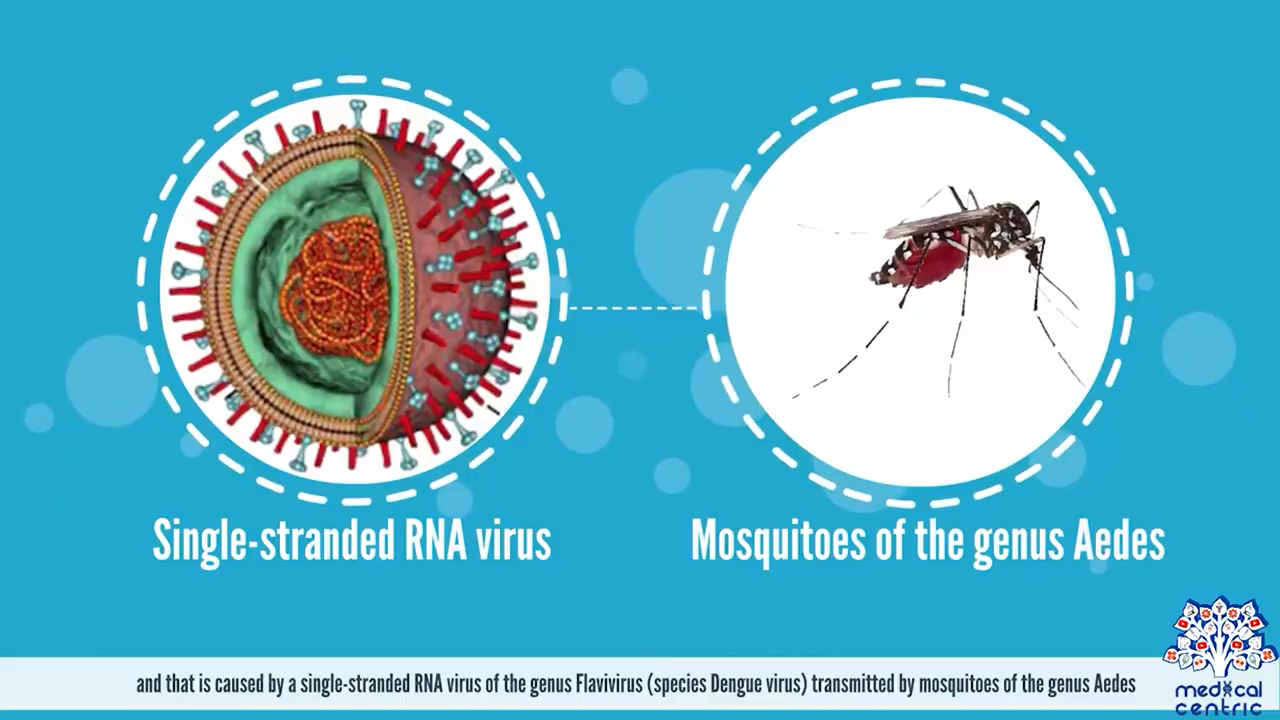 Single-stranded RNA virus
Mosquitoes of the genus Aedes
and that is caused by a single-stranded RNA virus of the genus Flavivirus (species Dengue virus) transmitted by mosquitoes of the genus Aedes
medical
centric